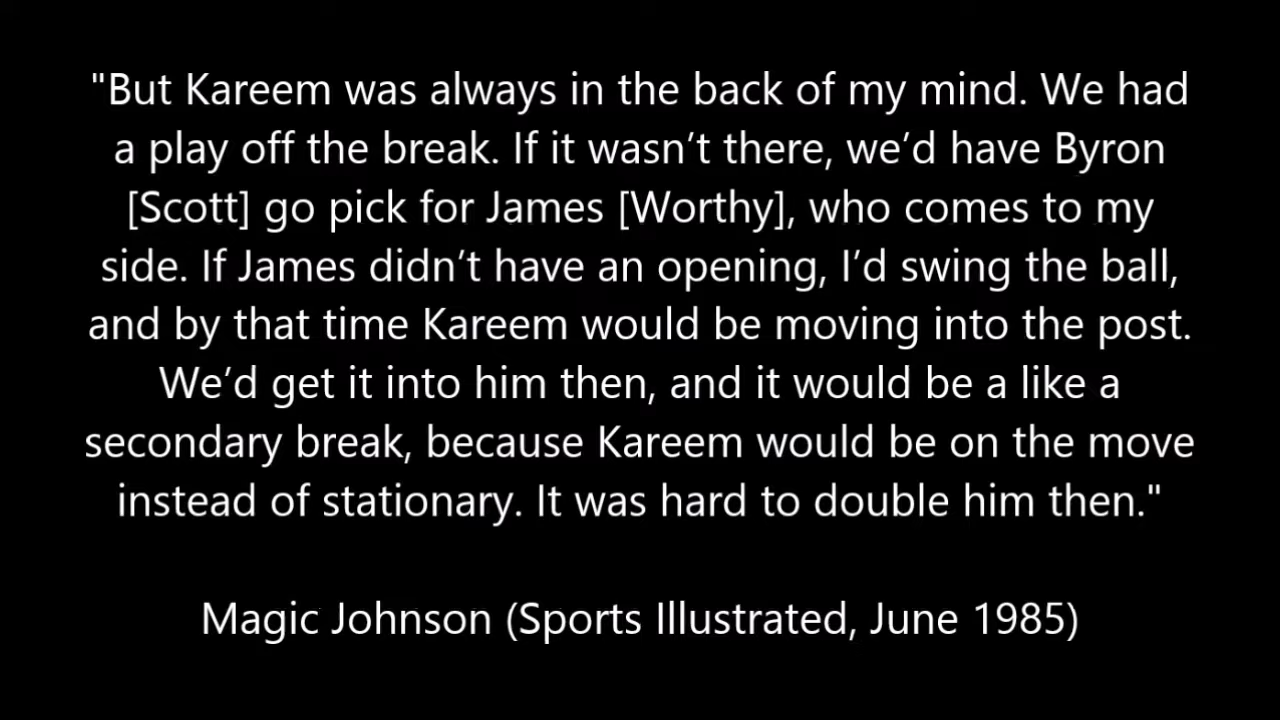 "But Kareem was always in the back of my mind. We had
a play off the break. If it wasn’t there, we’d have Byron
[Scott] go pick for James [Worthy], who comes to my
side. If James didn’t have an opening, I’d swing the ball,
and by that time Kareem would be moving into the post.
We’d get it into him then, and it would be a like a
secondary break, because Kareem would be on the move
instead of stationary. It was hard to double him then."
Magic Johnson (Sports Illustrated, June 1985)